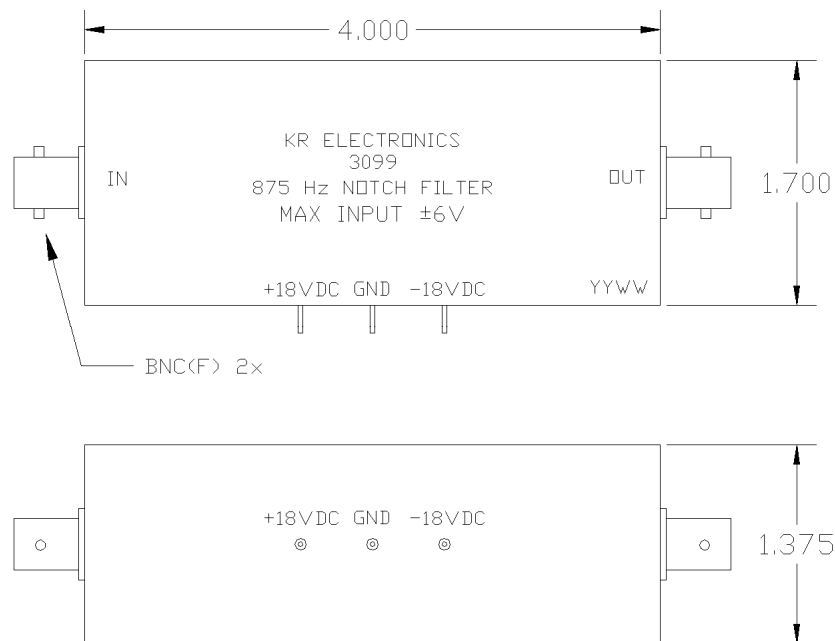 4.000
KR ELECTRONICS
3099
IN
875 Hz NOTCH FILTER
OUT
MAX INPUT ±6V
1.700
+18VDC GND -18VDC
YYWW
BNC(F) 2x
+18VDC GND -18VDC
1.375